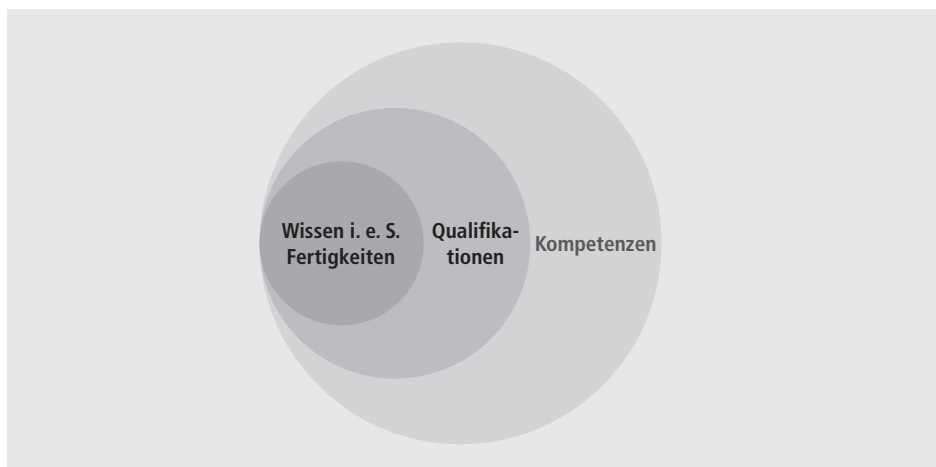 Wissen i. e. S.
Fertigkeiten
Qualifika-
tionen
Kompetenzen